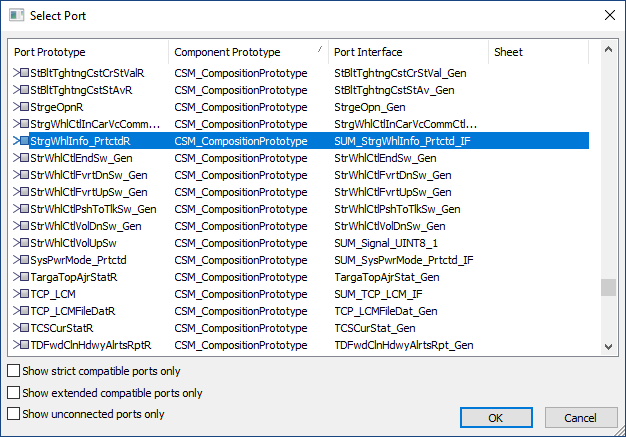 Select Port
Port Prototype Component Prototype Port Interface Sheet
StBltTghtngCstCrStValR CSM_CompositionPrototype StBltTghtngCstCrStVal_Gen
StBltTghtngCstStAvR CSM_CompositionPrototype StBltTghtngCstStAv_Gen
StrgeOpnR CSM_CompositionPrototype StrgeOpn_Gen
StrgWhlCtlInCarVcComm... CSM_CompositionPrototype StrgWhlCtlInCarVcCommCtl...
StrgWhlInfo_PrtctdR CSM_CompositionPrototype SUM_StrgWhlInfo_Prtctd_IF
StrWhlCtlEndSw_Gen CSM_CompositionPrototype StrWhlCtlEndSw_Gen
StrWhlCtlFvrtDnSw_Gen CSM_CompositionPrototype StrWhlCtlFvrtDnSw_Gen
StrWhlCtlFvrtUpSw_Gen CSM_CompositionPrototype StrWhlCtlFvrtUpSw_Gen
StrWhlCtlPshToTlkSw_Gen CSM_CompositionPrototype StrWhlCtlPshToTlkSw_Gen
StrWhlCtlVolDnSw_Gen CSM_CompositionPrototype StrWhlCtlVolDnSw_Gen
StrWhlCtlVolUpSw CSM_CompositionPrototype SUM_Signal_UINT8_1
SysPwrMode_Prtctd CSM_CompositionPrototype SUM_SysPwrMode_Prtctd_IF
TargaTopAjrStatR CSM_CompositionPrototype TargaTopAjrStat_Gen
TCP_LCM CSM_CompositionPrototype SUM_TCP_LCM_IF
TCP_LCMFileDatR CSM_CompositionPrototype TCP_LCMFileDat_Gen
TCSCurStatR CSM_CompositionPrototype TCSCurStat_Gen
TDFwdClnHdwyAlrtsRptR CSM_CompositionPrototype TDFwdClnHdwyAlrtsRpt_Gen
Show strict compatible ports only
Show extended compatible ports only
Show unconnected ports only
OK Cancel